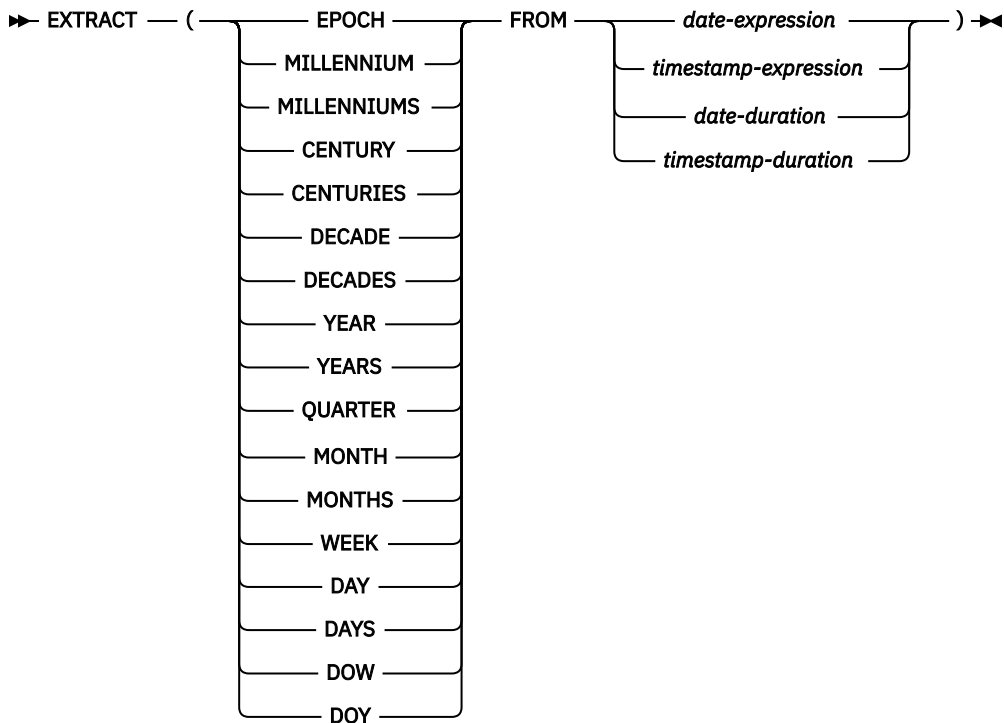 EXTRACT ( EPOCH FROM date-expression )
MILLENNIUM timestamp-expression
MILLENNIUMS date-duration
CENTURY timestamp-duration
CENTURIES
DECADE
DECADES
YEAR
YEARS
QUARTER
MONTH
MONTHS
WEEK
DAY
DAYS
DOW
DOY